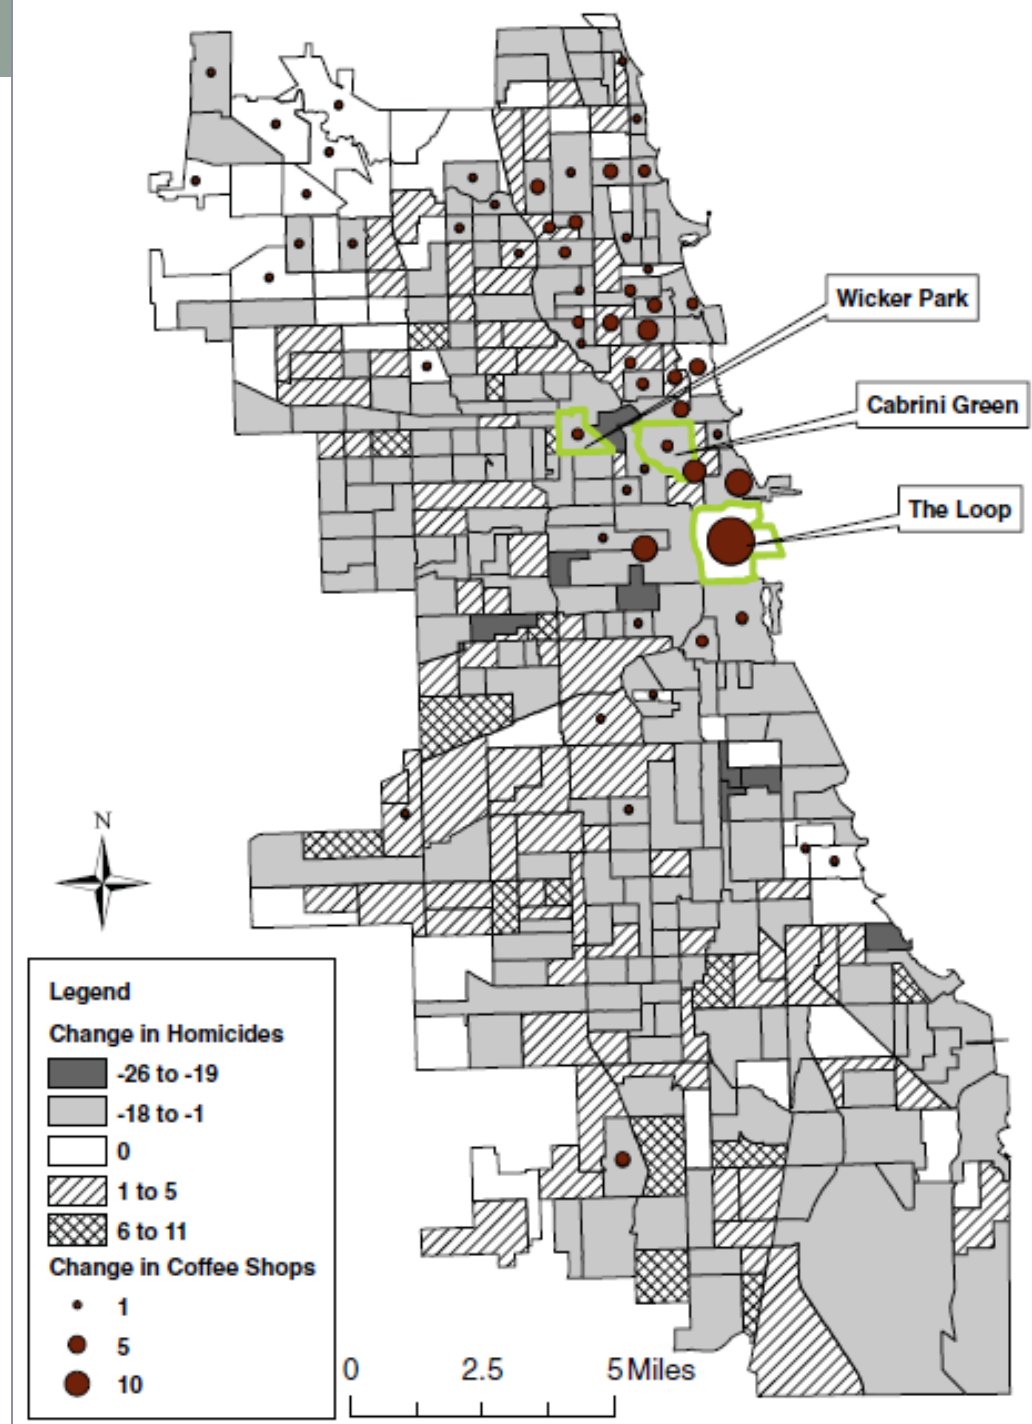 Wicker Park
Cabrini Green
The Loop
N
Legend
Change in Homicides
-26 to -19
-18 to -1
0
1 to 5
6 to 11
Change in Coffee Shops
1
5
10
0 2.5 5 Miles